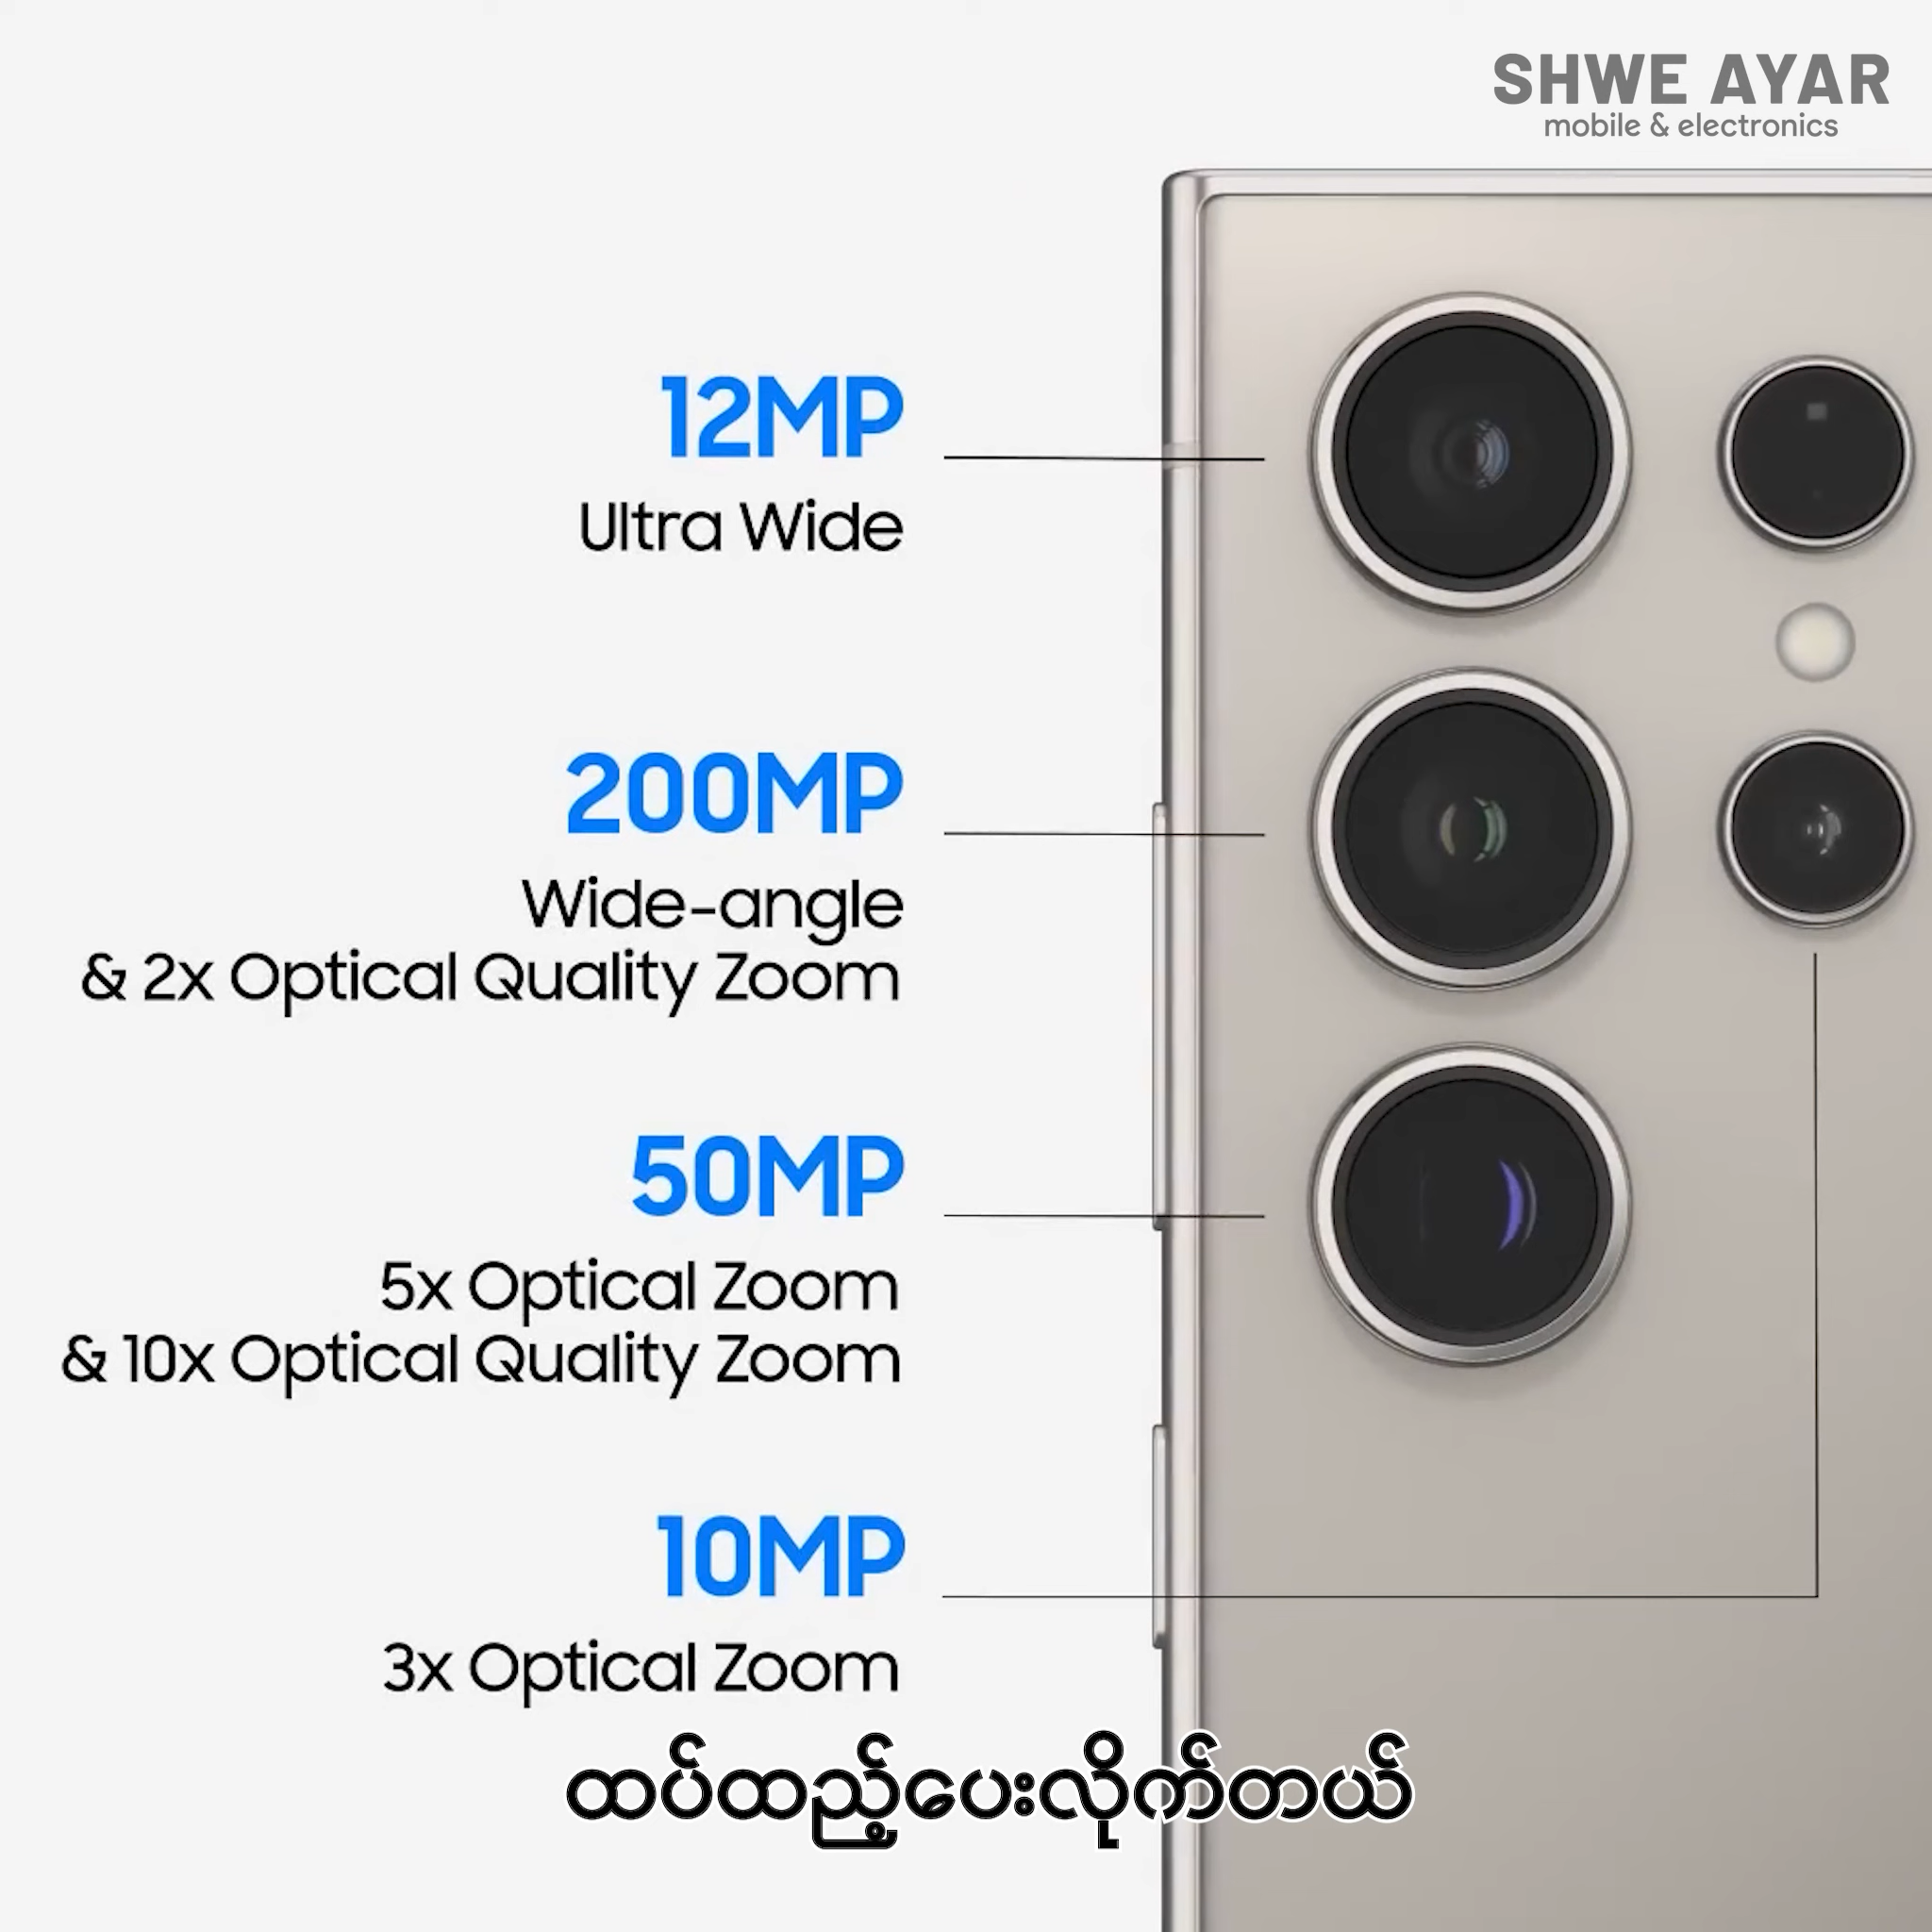 SHWE AYAR
mobile & electronics
12MP
Ultra Wide
200MP
Wide-angle
& 2x Optical Quality Zoom
50MP
5x Optical Zoom
& 10x Optical Quality Zoom
10MP
3x Optical Zoom
ထပ်ထည့်ပေးလိုက်တယ်